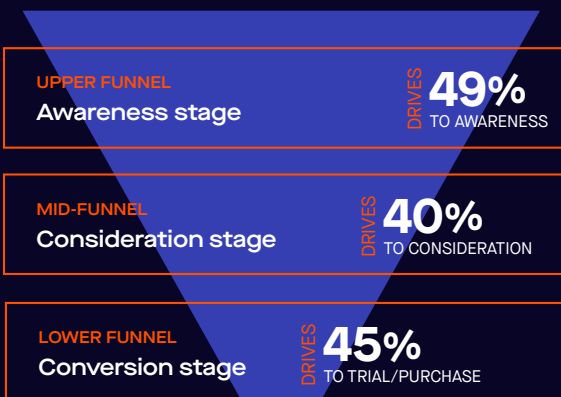 UPPER FUNNEL
Awareness stage
DRIVES
49%
TO AWARENESS
MID-FUNNEL
Consideration stage
DRIVES
40%
TO CONSIDERATION
LOWER FUNNEL
Conversion stage
DRIVES
45%
TO TRIAL/PURCHASE